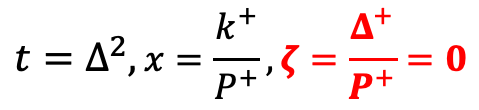 t = Δ², x = k⁺/P⁺, ζ = Δ⁺/P⁺ = 0